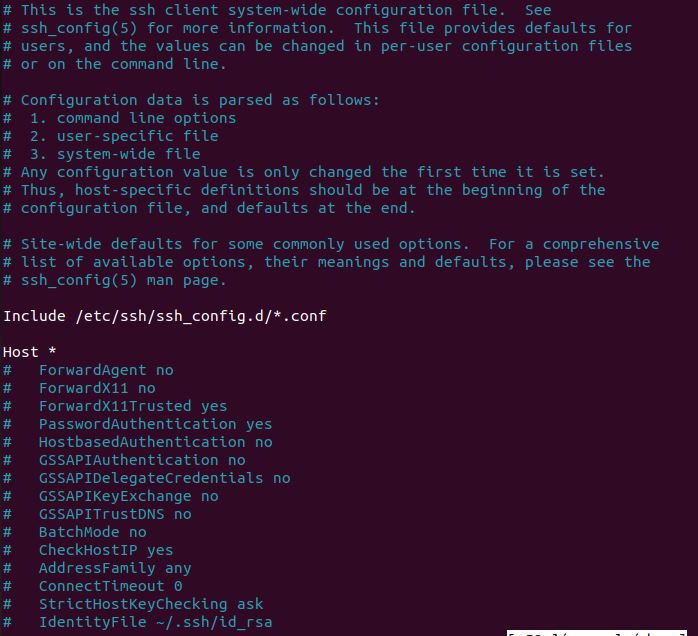 # This is the ssh client system-wide configuration file.  See
# ssh_config(5) for more information.  This file provides defaults for
# users, and the values can be changed in per-user configuration files
# or on the command line.

# Configuration data is parsed as follows:
#  1. command line options
#  2. user-specific file
#  3. system-wide file
# Any configuration value is only changed the first time it is set.
# Thus, host-specific definitions should be at the beginning of the
# configuration file, and defaults at the end.

# Site-wide defaults for some commonly used options.  For a comprehensive
# list of available options, their meanings and defaults, please see the
# ssh_config(5) man page.

Include /etc/ssh/ssh_config.d/*.conf

Host *
#   ForwardAgent no
#   ForwardX11 no
#   ForwardX11Trusted yes
#   PasswordAuthentication yes
#   HostbasedAuthentication no
#   GSSAPIAuthentication no
#   GSSAPIDelegateCredentials no
#   GSSAPIKeyExchange no
#   GSSAPITrustDNS no
#   BatchMode no
#   CheckHostIP yes
#   AddressFamily any
#   ConnectTimeout 0
#   StrictHostKeyChecking ask
#   IdentityFile ~/.ssh/id_rsa